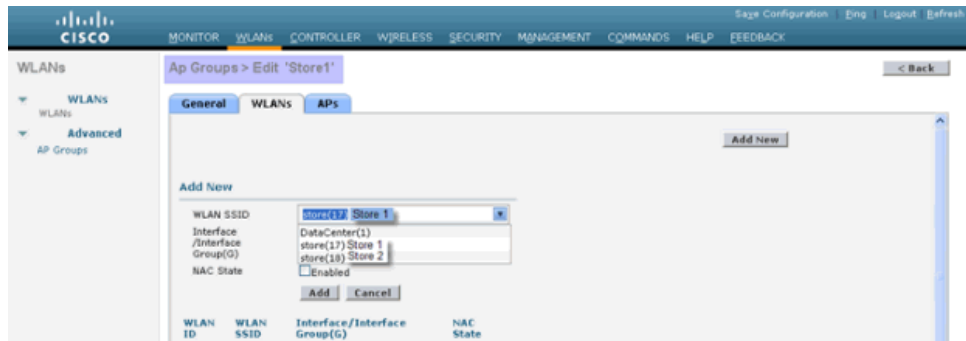 Save Configuration Ping Logout Refresh
CISCO
MONITOR WLANs CONTROLLER WIRELESS SECURITY MANAGEMENT COMMANDS HELP FEEDBACK
WLANs
Ap Groups > Edit 'Store1'
< Back
WLANs
WLANs
Advanced
AP Groups
General WLANs APs
Add New
Add New
WLAN SSID
store(17) Store 1
Interface
/Interface
Group(G)
DataCenter(1)
store(17) Store 1
store(18) Store 2
NAC State
Enabled
Add Cancel
WLAN ID
WLAN SSID
Interface/Interface Group(G)
NAC State